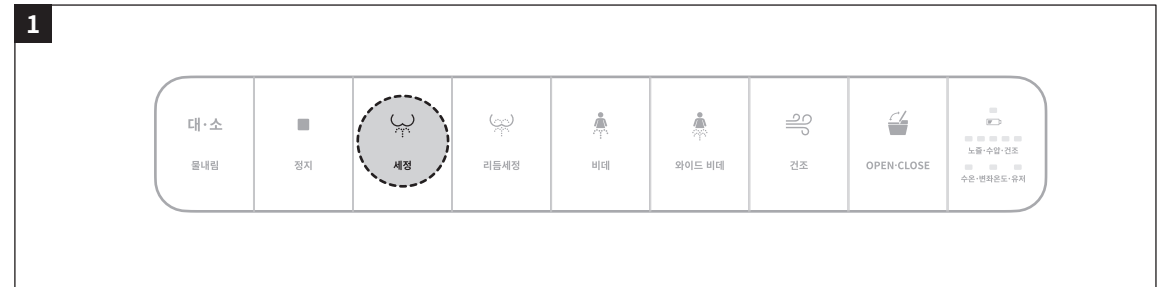 1
대·소
물내림
정지
세정
리듬세정
비데
와이드 비데
건조
OPEN·CLOSE
노즐·수압·건조
수온·변좌온도·유저